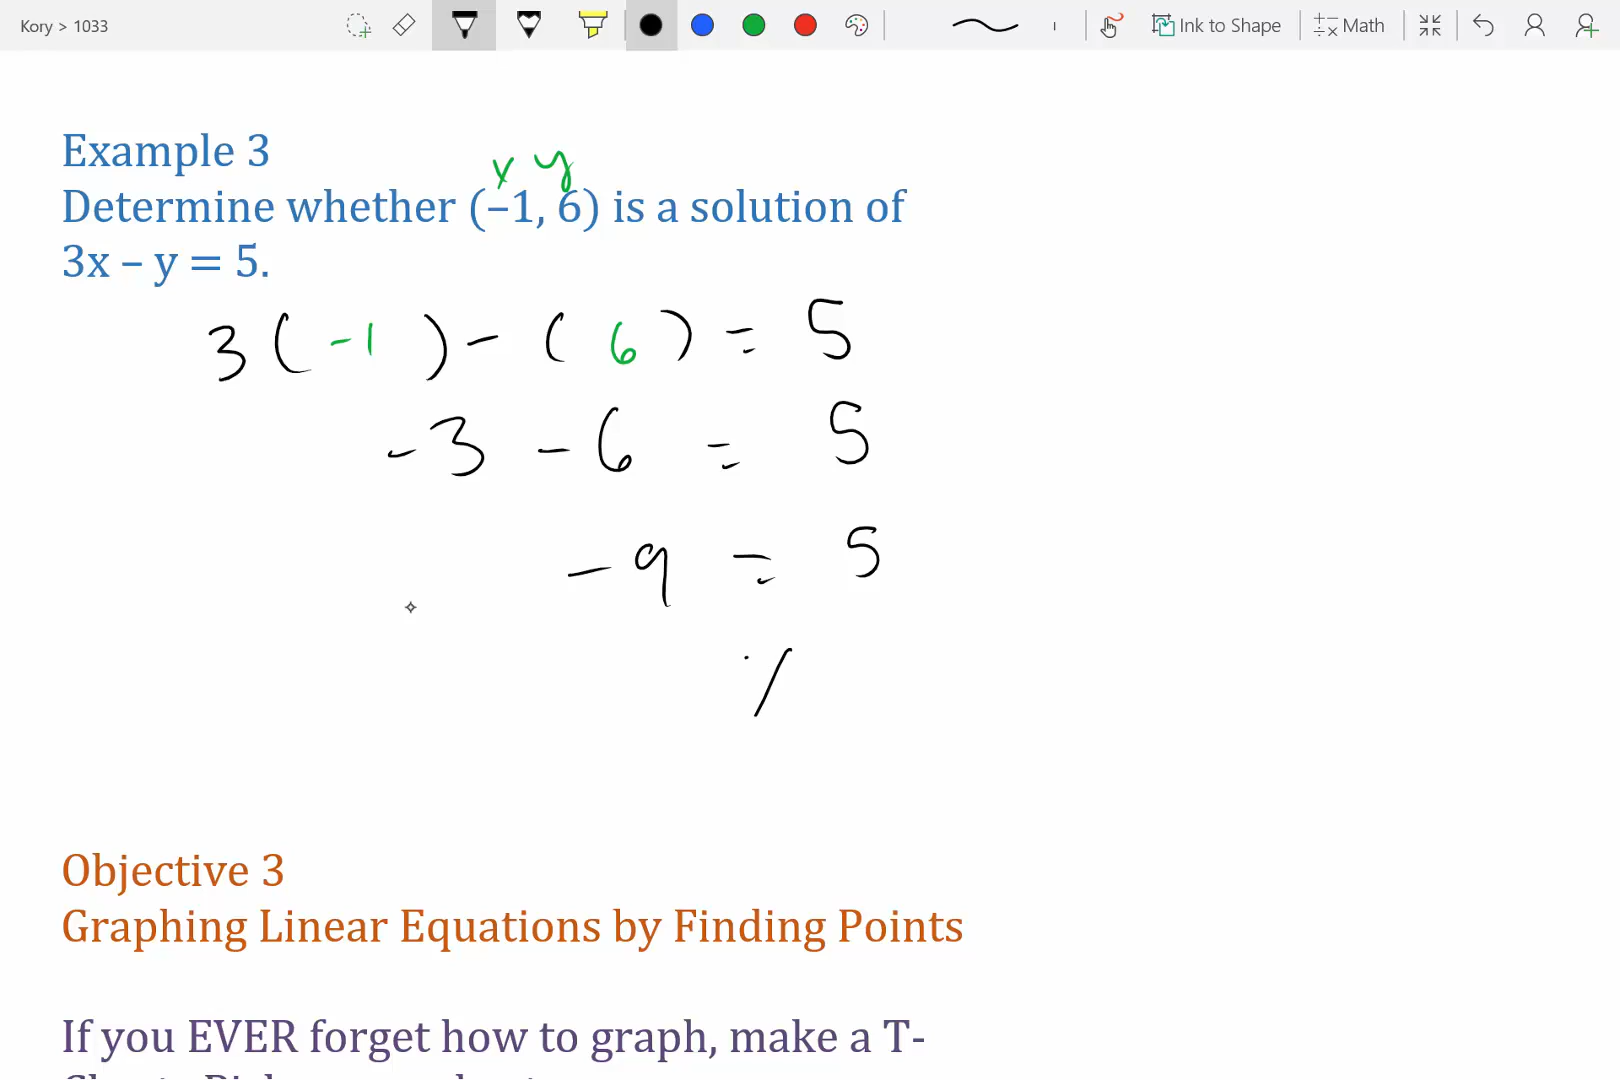 Kory > 1033 Ink to Shape Math
Example 3
x y
Determine whether (–1, 6) is a solution of
3x – y = 5.
3 ( -1 ) - ( 6 ) = 5
-3 - 6 = 5
-9 = 5
Objective 3
Graphing Linear Equations by Finding Points
If you EVER forget how to graph, make a T-